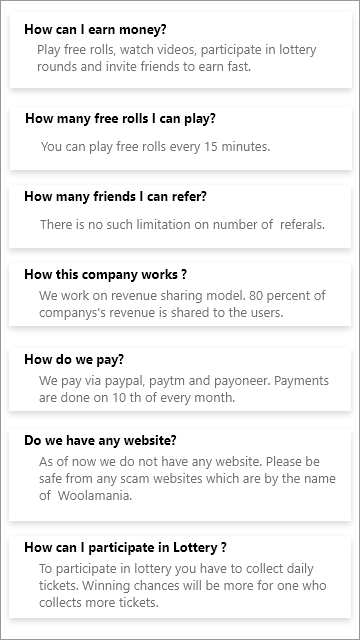 How can I earn money?
Play free rolls, watch videos, participate in lottery
rounds and invite friends to earn fast.
How many free rolls I can play?
You can play free rolls every 15 minutes.
How many friends I can refer?
There is no such limitation on number of  referals.
How this company works ?
We work on revenue sharing model. 80 percent of
companys's revenue is shared to the users.
How do we pay?
We pay via paypal, paytm and payoneer. Payments
are done on 10 th of every month.
Do we have any website?
As of now we do not have any website. Please be
safe from any scam websites which are by the name
of  Woolamania.
How can I participate in Lottery ?
To participate in lottery you have to collect daily
tickets. Winning chances will be more for one who
collects more tickets.